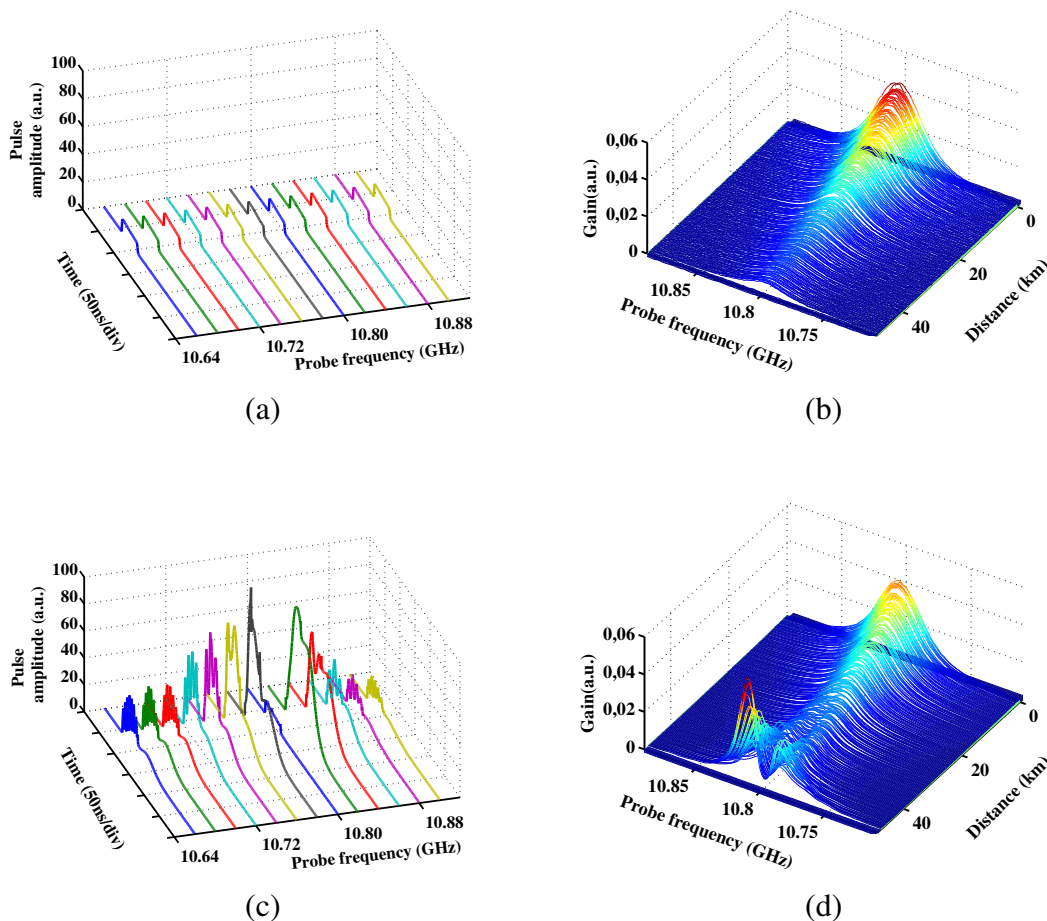 100
80
60
40
20
0
Pulse
amplitude (a.u.)
Time (50ns/div)
10.64
10.72
10.80
10.88
Probe frequency (GHz)
(a)
0,06
0,04
0,02
0
Gain(a.u.)
10.85
10.8
10.75
Probe frequency (GHz)
0
20
40
Distance (km)
(b)
100
80
60
40
20
0
Pulse
amplitude (a.u.)
Time (50ns/div)
10.64
10.72
10.80
10.88
Probe frequency (GHz)
(c)
0,06
0,04
0,02
0
Gain(a.u.)
10.85
10.8
10.75
Probe frequency (GHz)
0
20
40
Distance (km)
(d)